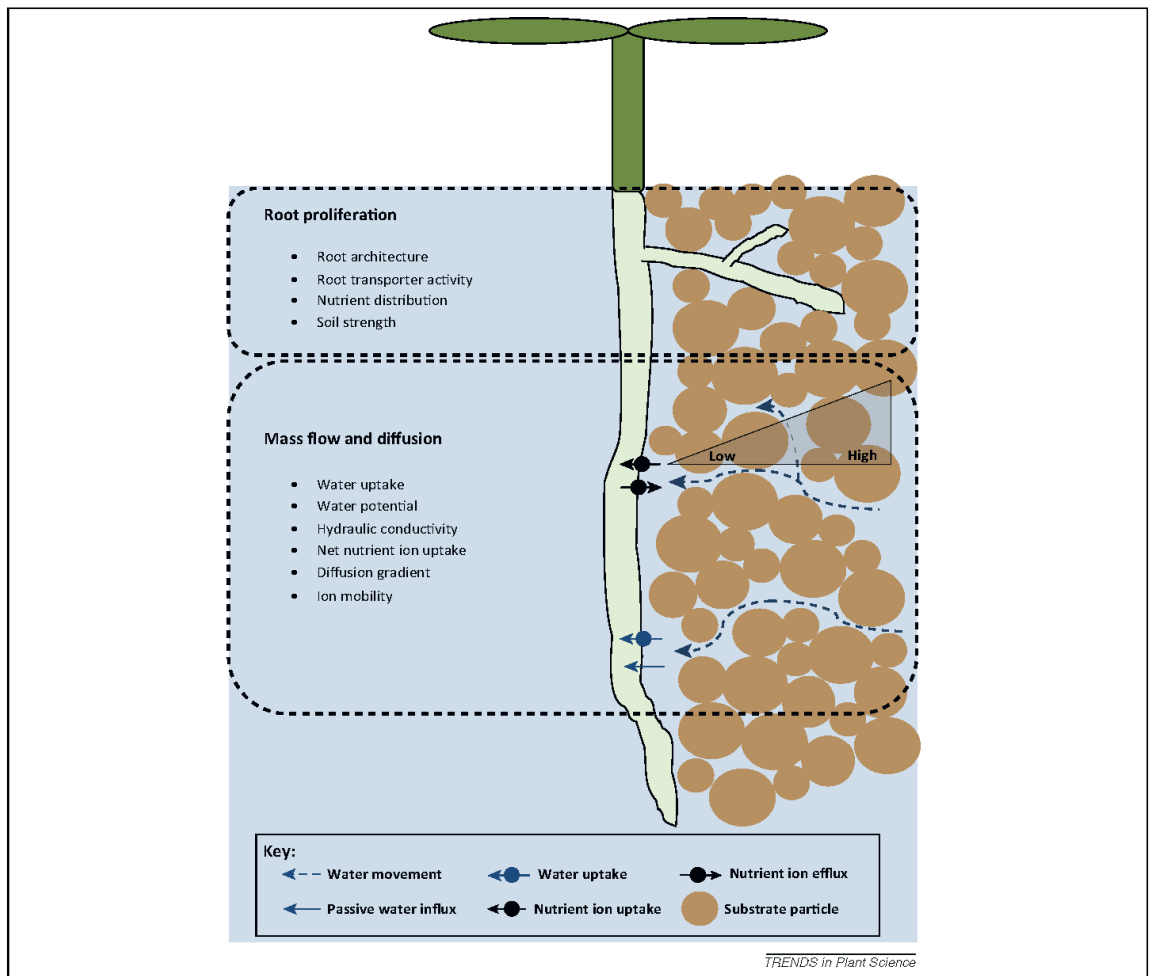 Root proliferation
• Root architecture
• Root transporter activity
• Nutrient distribution
• Soil strength
Mass flow and diffusion
• Water uptake
• Water potential
• Hydraulic conductivity
• Net nutrient ion uptake
• Diffusion gradient
• Ion mobility
Low
High
Key:
Water movement
Water uptake
Nutrient ion efflux
Passive water influx
Nutrient ion uptake
Substrate particle
TRENDS in Plant Science